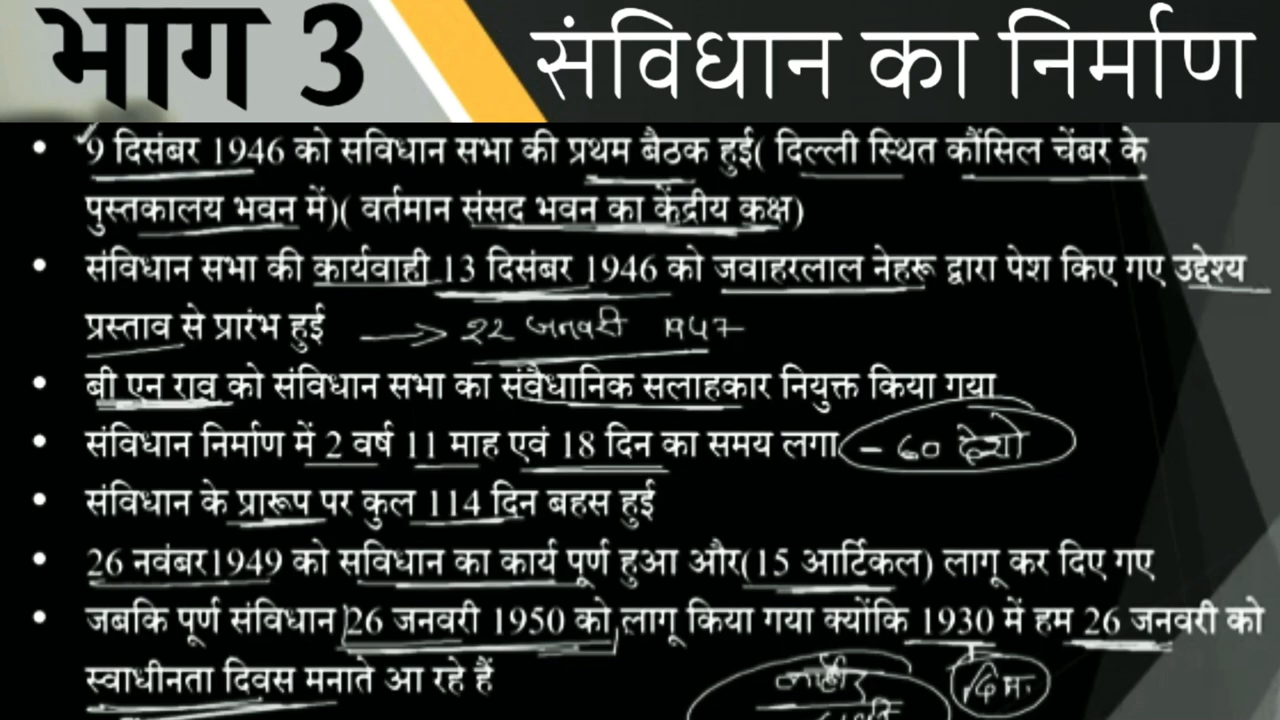 भाग 3
संविधान का निर्माण
• 9 दिसंबर 1946 को सविधान सभा की प्रथम बैठक हुई( दिल्ली स्थित कौंसिल चेंबर के
पुस्तकालय भवन में)( वर्तमान संसद भवन का केंद्रीय कक्ष)
• संविधान सभा की कार्यवाही 13 दिसंबर 1946 को जवाहरलाल नेहरू द्वारा पेश किए गए उद्देश्य
प्रस्ताव से प्रारंभ हुई → 22 जनवरी १९४७
• बी एन राव को संविधान सभा का संवैधानिक सलाहकार नियुक्त किया गया
• संविधान निर्माण में 2 वर्ष 11 माह एवं 18 दिन का समय लगा - 60 देशो
• संविधान के प्रारूप पर कुल 114 दिन बहस हुई
• 26 नवंबर1949 को सविधान का कार्य पूर्ण हुआ और(15 आर्टिकल) लागू कर दिए गए
• जबकि पूर्ण संविधान 26 जनवरी 1950 को लागू किया गया क्योंकि 1930 में हम 26 जनवरी को
स्वाधीनता दिवस मनाते आ रहे हैं